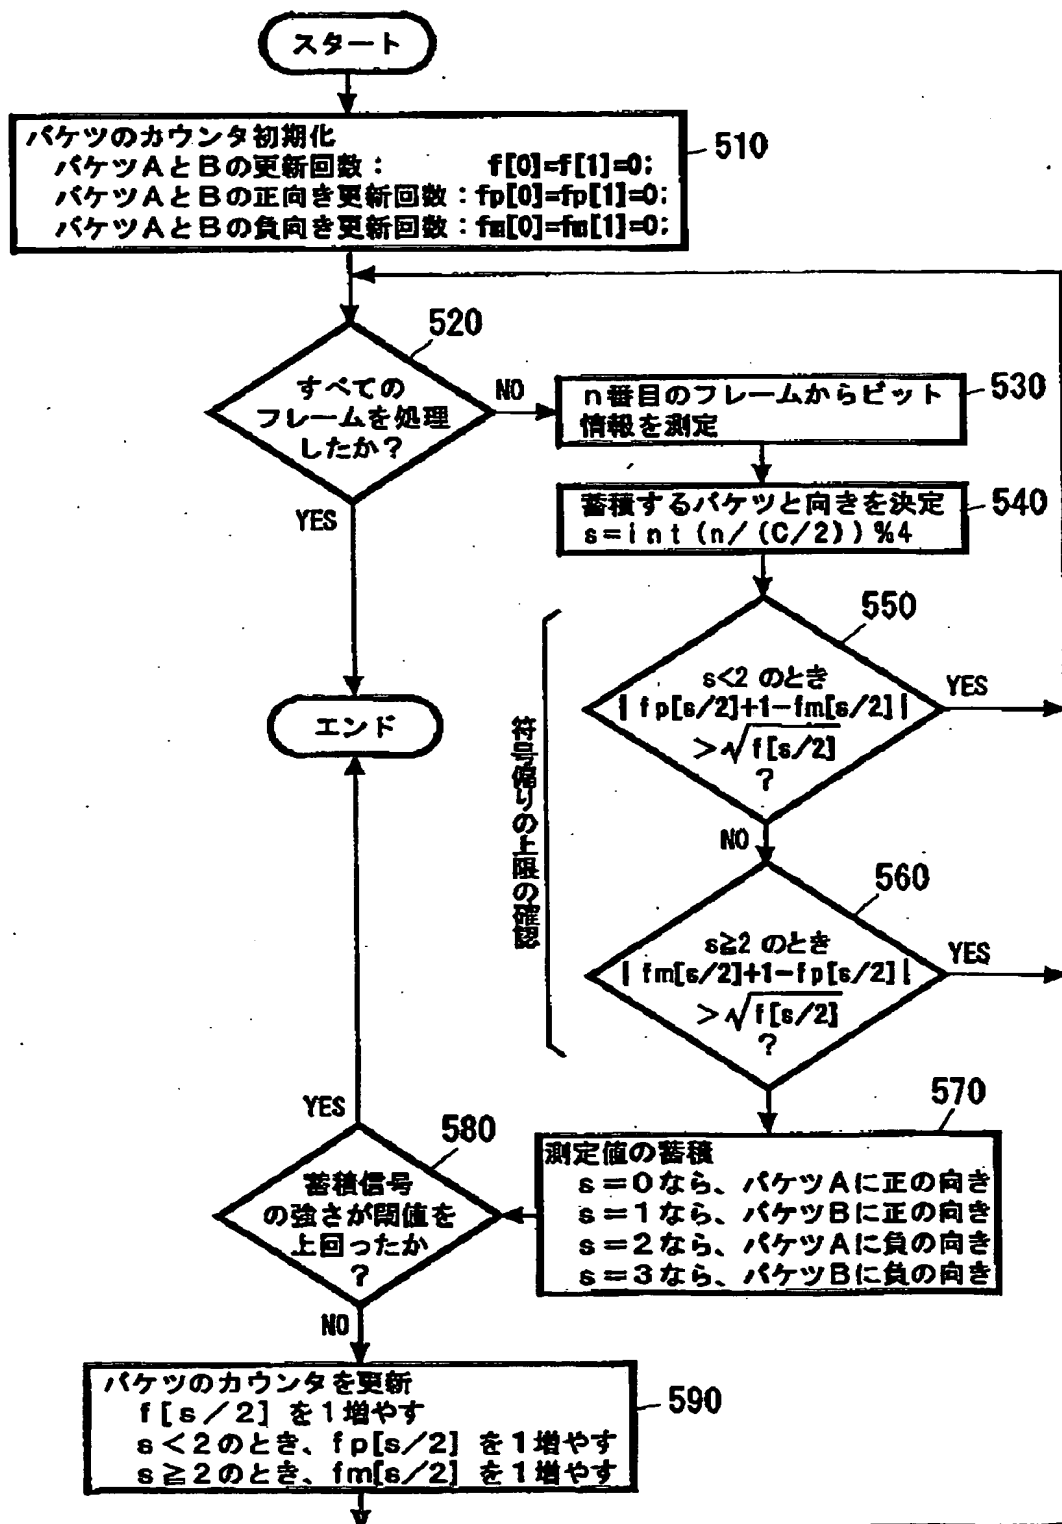 スタート
バケツのカウンタ初期化
バケツAとBの更新回数: f[0]=f[1]=0;
バケツAとBの正向き更新回数:fp[0]=fp[1]=0;
バケツAとBの負向き更新回数:fm[0]=fm[1]=0;
510
520
すべての
フレームを処理
したか?
NO
YES
n番目のフレームからビット
情報を測定
530
蓄積するバケツと向きを決定
s=int(n/(C/2))%4
540
550
s<2 のとき
|fp[s/2]+1-fm[s/2]|
>√f[s/2]
?
YES
NO
エンド
符号偏りの上限の確認
560
s≧2 のとき
|fm[s/2]+1-fp[s/2]|
>√f[s/2]
?
YES
570
測定値の蓄積
s=0なら、バケツAに正の向き
s=1なら、バケツBに正の向き
s=2なら、バケツAに負の向き
s=3なら、バケツBに負の向き
YES
580
蓄積信号
の強さが閾値を
上回ったか
?
NO
バケツのカウンタを更新
f[s/2] を1増やす
s<2のとき、fp[s/2] を1増やす
s≧2のとき、fm[s/2] を1増やす
590